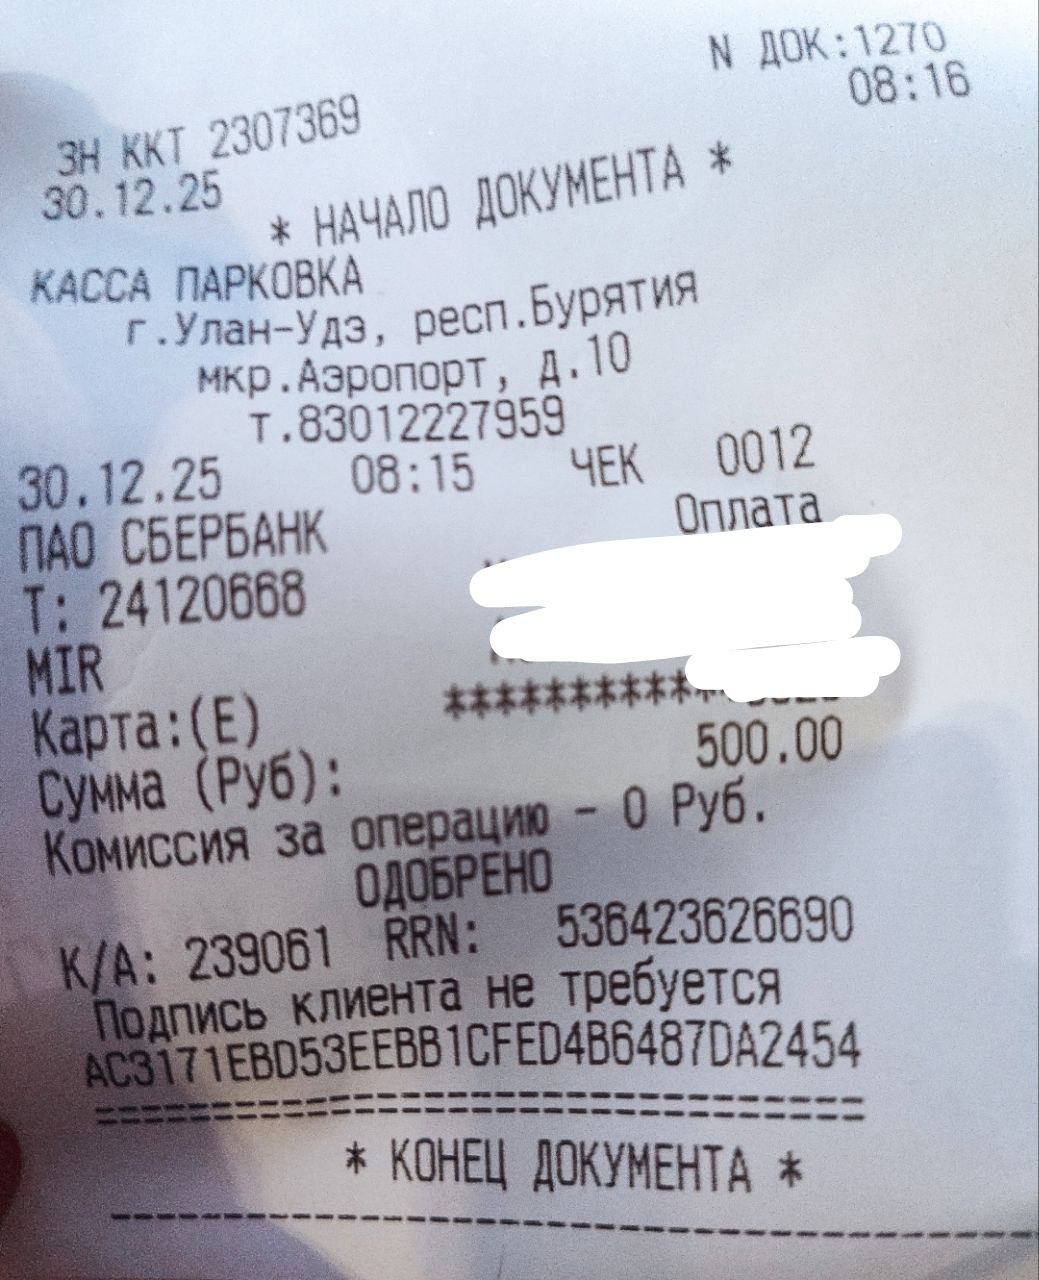 N ДОК:1270
ЗН ККТ 2307369 08:16
30.12.25
* НАЧАЛО ДОКУМЕНТА *
КАССА ПАРКОВКА
г.Улан-Удэ, респ.Бурятия
мкр.Аэропорт, д.10
т.83012227959
30.12.25 08:15 ЧЕК 0012
ПАО СБЕРБАНК Оплата
Т: 24120668
MIR
Карта:(E) ***********
Сумма (Руб): 500.00
Комиссия за операцию - 0 Руб.
ОДОБРЕНО
К/А: 239061 RRN: 536423626690
Подпись клиента не требуется
AC3171EBD53EEBB1CFED4B6487DA2454
==============================
* КОНЕЦ ДОКУМЕНТА *